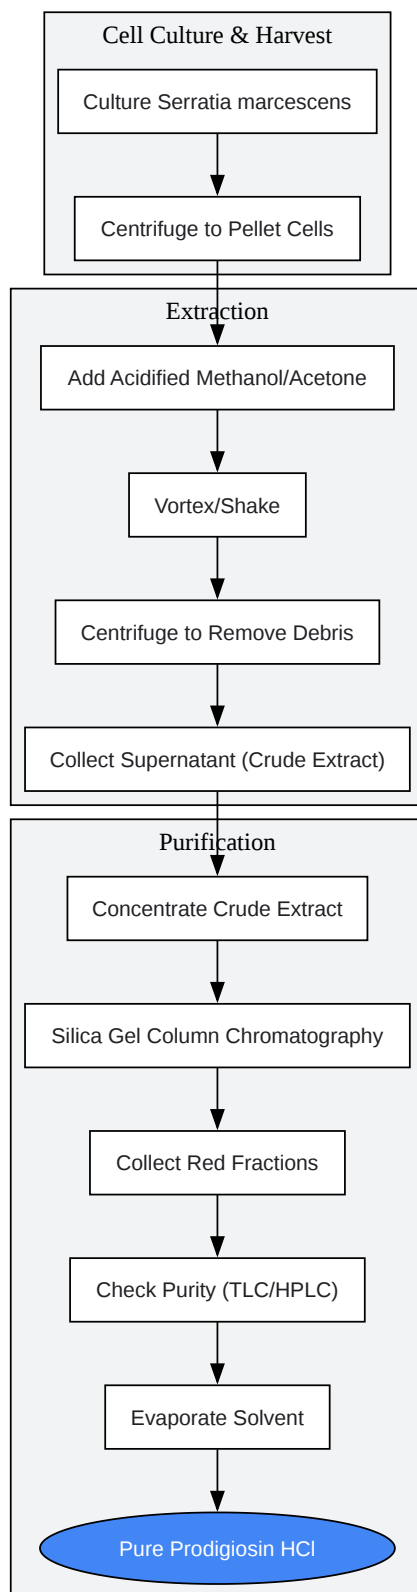 Cell Culture & Harvest
Culture Serratia marcescens
Centrifuge to Pellet Cells
Extraction
Add Acidified Methanol/Acetone
Vortex/Shake
Centrifuge to Remove Debris
Collect Supernatant (Crude Extract)
Purification
Concentrate Crude Extract
Silica Gel Column Chromatography
Collect Red Fractions
Check Purity (TLC/HPLC)
Evaporate Solvent
Pure Prodigiosin HCl